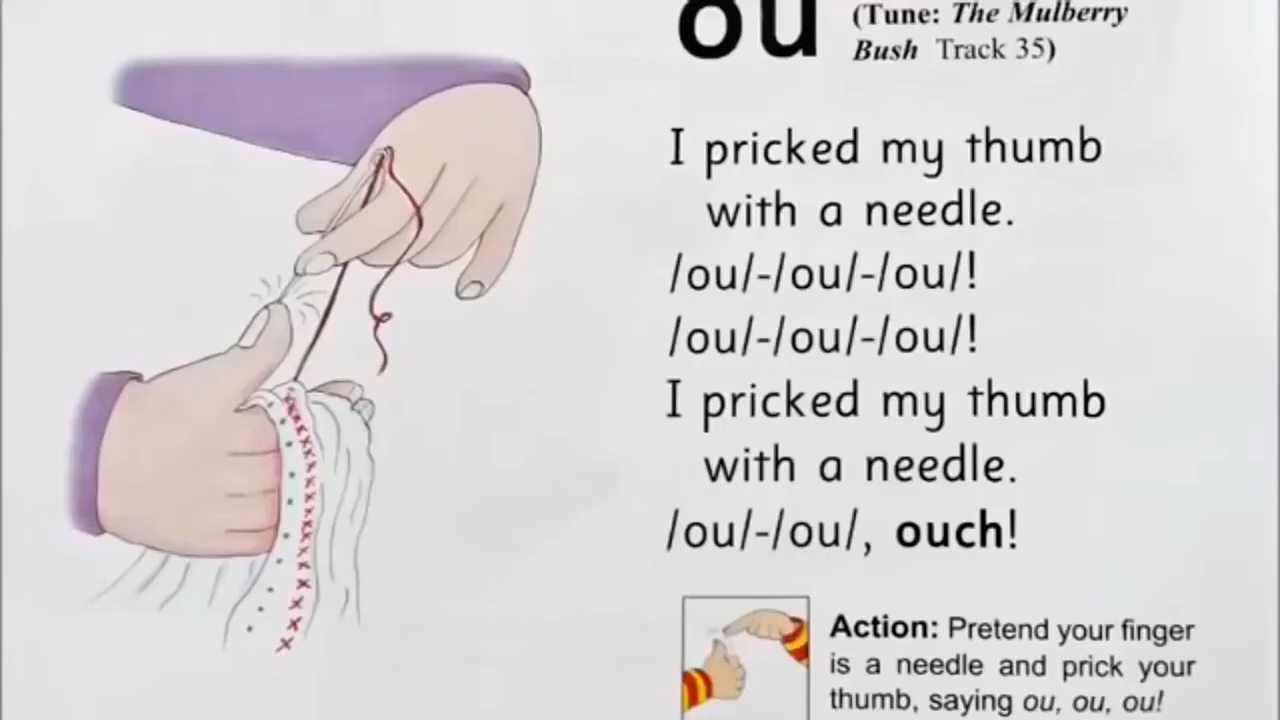 ou
(Tune: The Mulberry
Bush Track 35)
I pricked my thumb
with a needle.
/ou/-/ou/-/ou/!
/ou/-/ou/-/ou/!
I pricked my thumb
with a needle.
/ou/-/ou/, ouch!
Action: Pretend your finger
is a needle and prick your
thumb, saying ou, ou, ou!